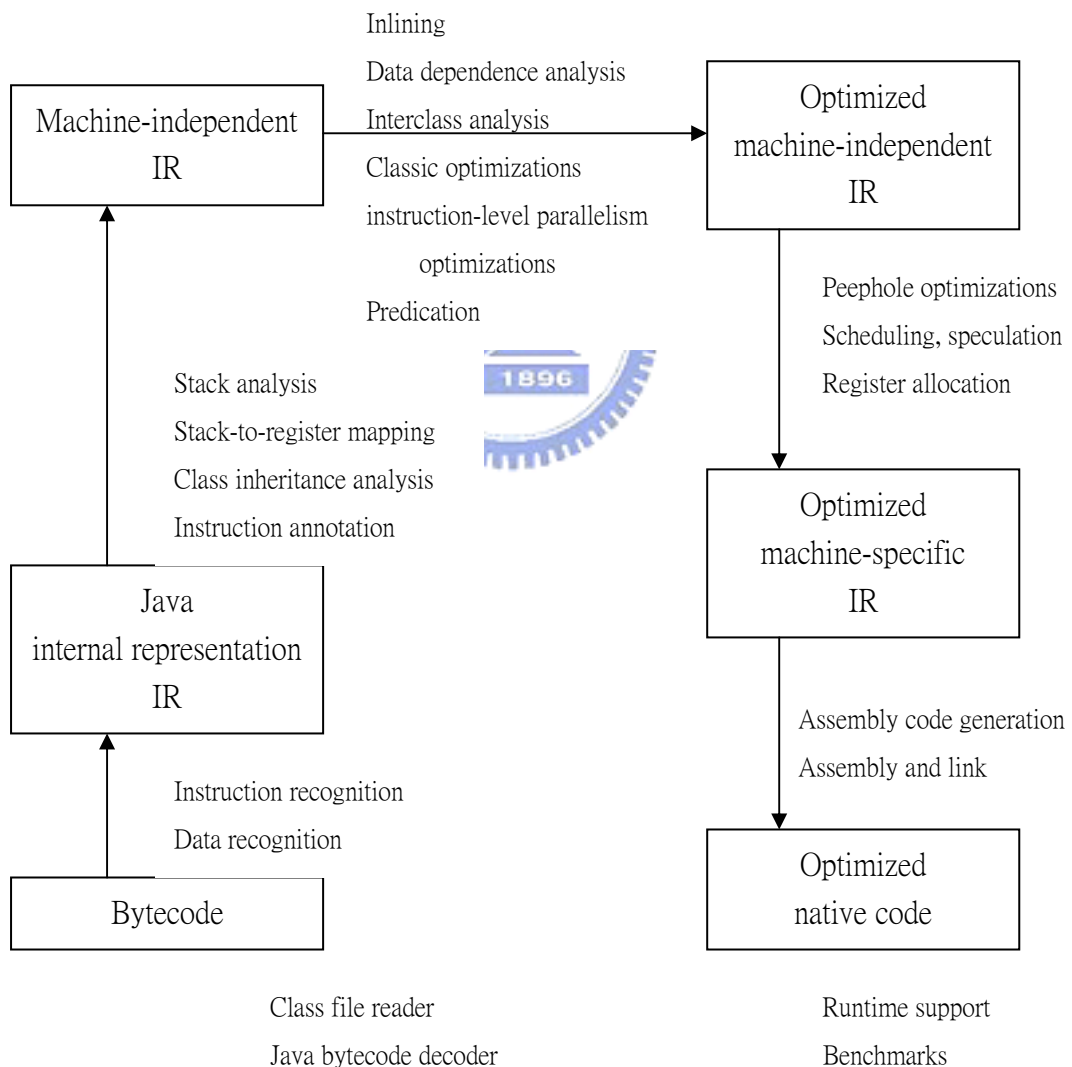 Inlining
Data dependence analysis
Interclass analysis
Classic optimizations
instruction-level parallelism
optimizations
Predication
Machine-independent
IR
Optimized
machine-independent
IR
Peephole optimizations
Scheduling, speculation
Register allocation
1896
Stack analysis
Stack-to-register mapping
Class inheritance analysis
Instruction annotation
Optimized
machine-specific
IR
Java
internal representation
IR
Assembly code generation
Assembly and link
Instruction recognition
Data recognition
Bytecode
Optimized
native code
Class file reader
Java bytecode decoder
Runtime support
Benchmarks